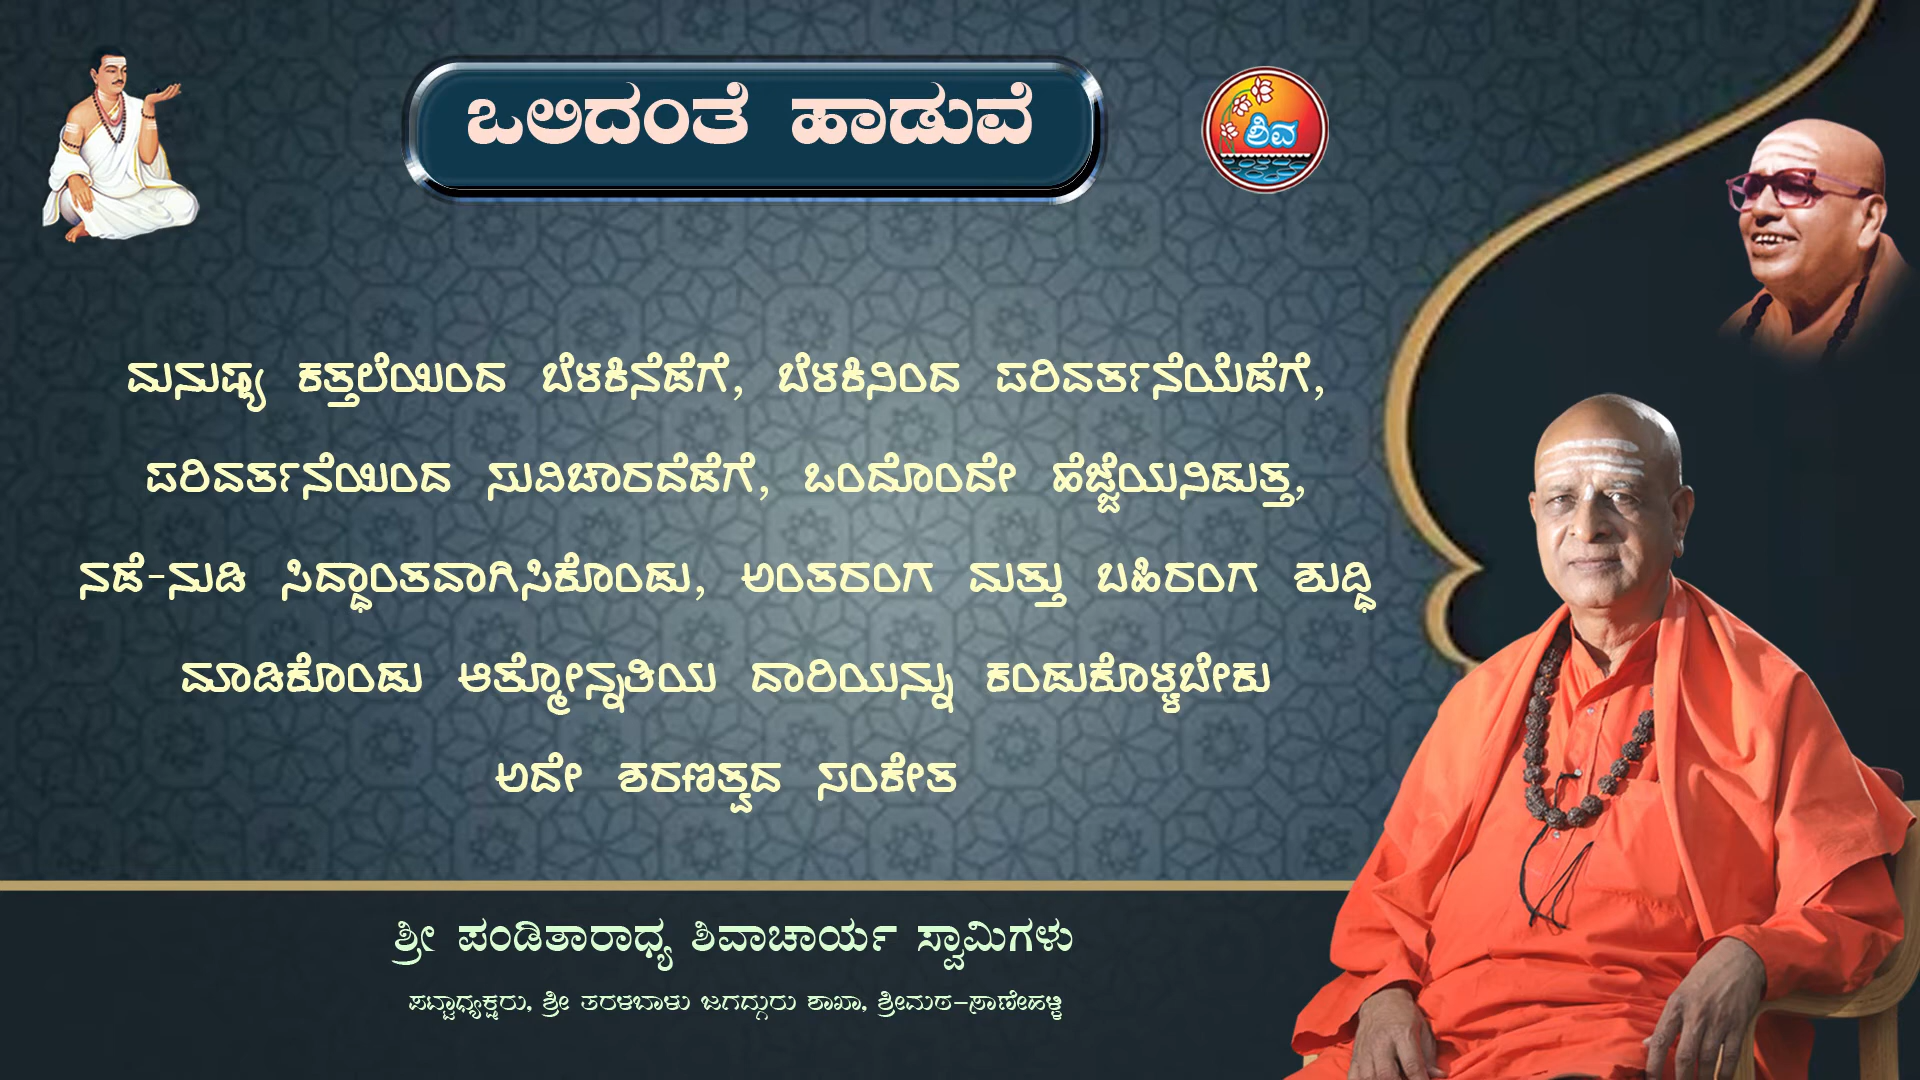 ಒಲಿದಂತೆ ಹಾಡುವೆ
ಶಿವ
ಮನುಷ್ಯ ಕತ್ತಲೆಯಿಂದ ಬೆಳಕಿನೆಡೆಗೆ, ಬೆಳಕಿನಿಂದ ಪರಿವರ್ತನೆಯೆಡೆಗೆ,
ಪರಿವರ್ತನೆಯಿಂದ ಸುವಿಚಾರದೆಡೆಗೆ, ಒಂದೊಂದೇ ಹೆಜ್ಜೆಯನಿಡುತ್ತ,
ನಡೆ-ನುಡಿ ಸಿದ್ಧಾಂತವಾಗಿಸಿಕೊಂಡು, ಅಂತರಂಗ ಮತ್ತು ಬಹಿರಂಗ ಶುದ್ಧಿ
ಮಾಡಿಕೊಂಡು ಆತ್ಮೋನ್ನತಿಯ ದಾರಿಯನ್ನು ಕಂಡುಕೊಳ್ಳಬೇಕು
ಅದೇ ಶರಣತ್ವದ ಸಂಕೇತ
ಶ್ರೀ ಪಂಡಿತಾರಾಧ್ಯ ಶಿವಾಚಾರ್ಯ ಸ್ವಾಮಿಗಳು
ಪಟ್ಟಾಧ್ಯಕ್ಷರು, ಶ್ರೀ ತರಳಬಾಳು ಜಗದ್ಗುರು ಶಾಖಾ, ಶ್ರೀಮಠ-ಸಾಣೇಹಳ್ಳಿ